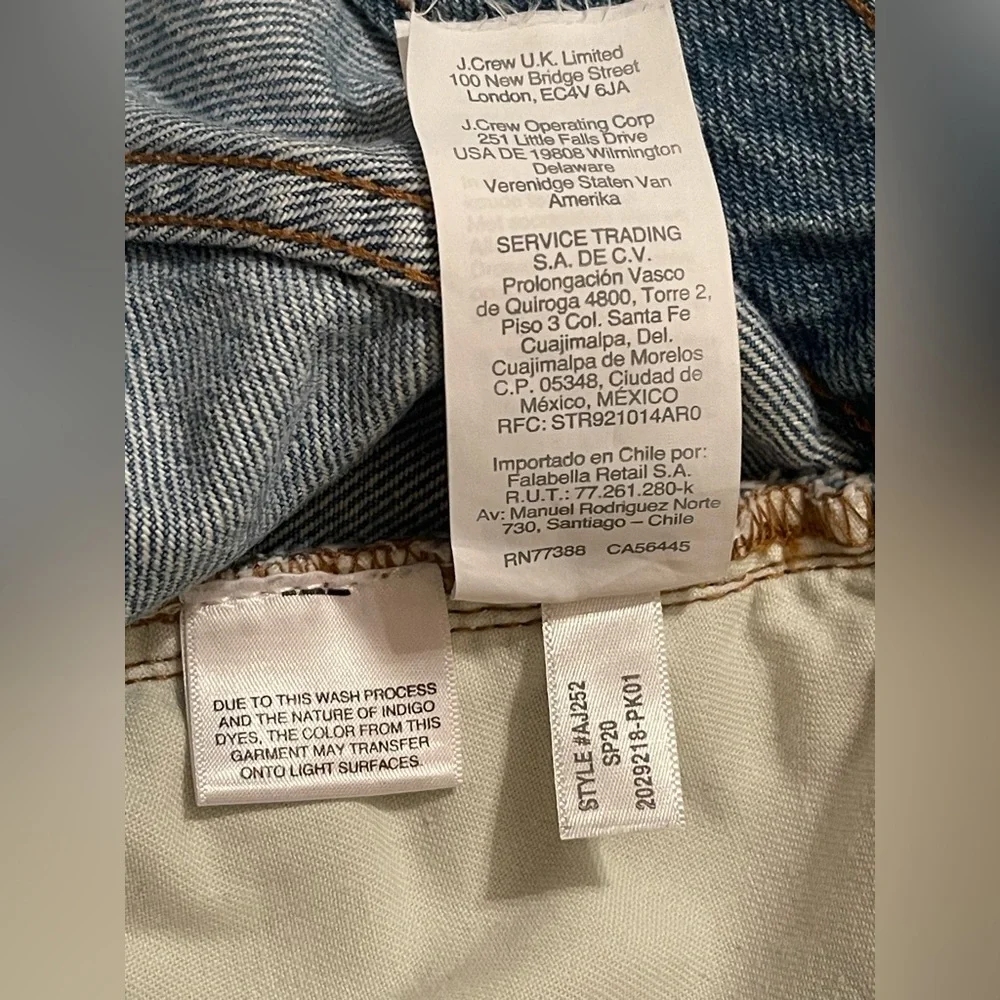 J.Crew U.K. Limited
100 New Bridge Street
London, EC4V 6JA
J.Crew Operating Corp
251 Little Falls Drive
USA DE 19808 Wilmington
Delaware
Verenidge Staten Van
Amerika
SERVICE TRADING
S.A. DE C.V.
Prolongación Vasco
de Quiroga 4800, Torre 2,
Piso 3 Col. Santa Fe
Cuajimalpa, Del.
Cuajimalpa de Morelos
C.P. 05348, Ciudad de
México, MÉXICO
RFC: STR921014AR0
Importado en Chile por:
Falabella Retail S.A.
R.U.T.: 77.261.280-k
Av: Manuel Rodriguez Norte
730, Santiago – Chile
RN77388 CA56445
DUE TO THIS WASH PROCESS
AND THE NATURE OF INDIGO
DYES, THE COLOR FROM THIS
GARMENT MAY TRANSFER
ONTO LIGHT SURFACES.
STYLE #AJ252
SP20
2029218-PK01